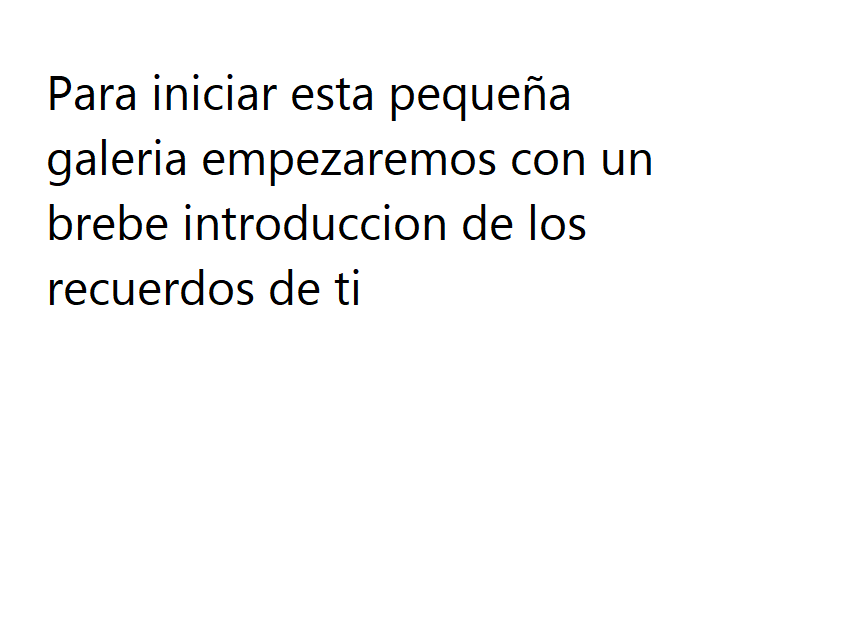 Para iniciar esta pequeña
galeria empezaremos con un
brebe introduccion de los
recuerdos de ti